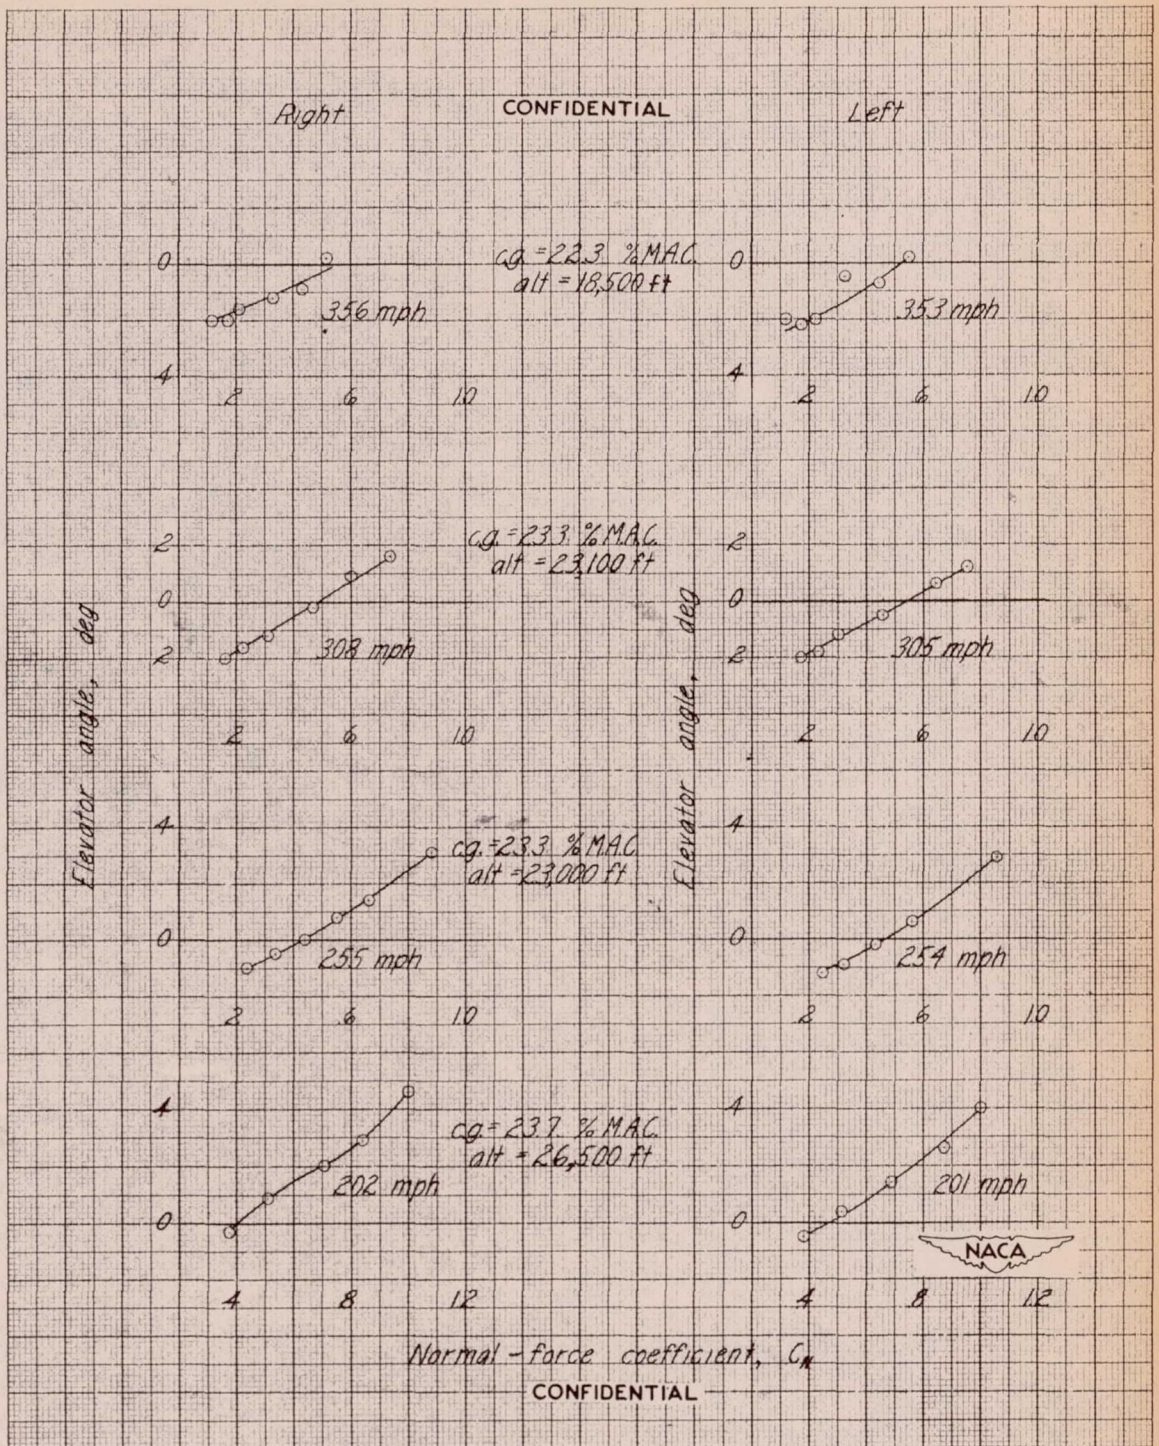 CONFIDENTIAL
Right
Left
0
c.g. = 22.3 % M.A.C.
alt = 18,500 ft
0
356 mph
353 mph
4
4
.2 .6 1.0
.2 .6 1.0
2
c.g. = 23.3 % M.A.C.
alt = 23,100 ft
2
0
0
2
308 mph
2
305 mph
.2 .6 1.0
.2 .6 1.0
Elevator angle, deg
Elevator angle, deg
4
c.g. = 23.3 % M.A.C.
alt = 23,000 ft
4
0
0
255 mph
254 mph
.2 .6 1.0
.2 .6 1.0
4
c.g. = 23.7 % M.A.C.
alt = 26,500 ft
4
202 mph
201 mph
0
0
NACA
.4 .8 1.2
.4 .8 1.2
Normal-force coefficient, C_N
CONFIDENTIAL